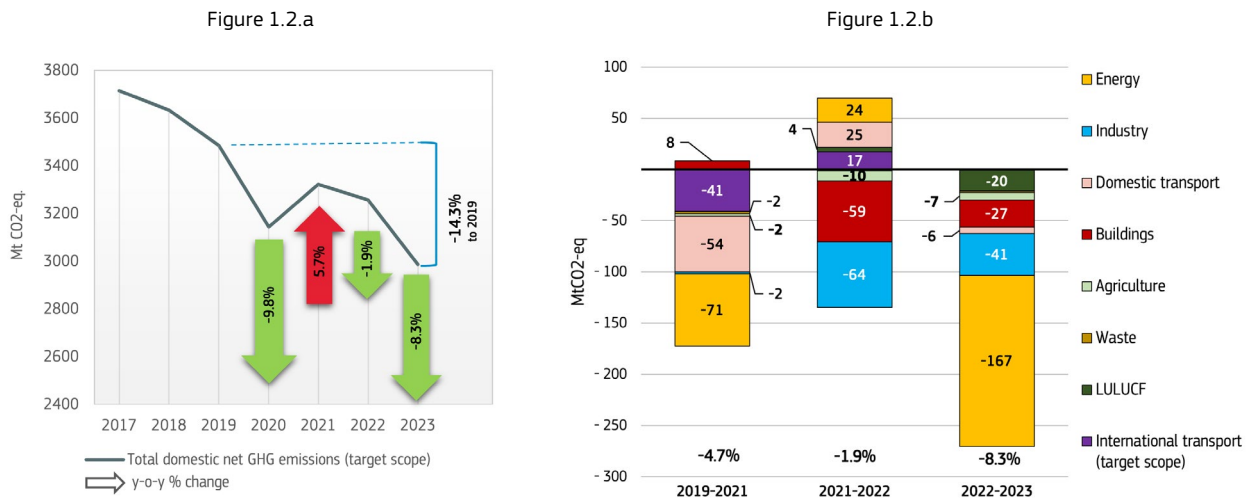 Figure 1.2.a
Mt CO2-eq.
3800
3600
3400
3200
3000
2800
2600
2400
2017 2018 2019 2020 2021 2022 2023
-9.8%
5.7%
-1.9%
-8.3%
-14.3%
to 2019
Total domestic net GHG emissions (target scope)
y-o-y % change
Figure 1.2.b
MtCO2-eq
100
50
- 50
- 100
- 150
- 200
- 250
- 300
8
-41
-2
-2
-54
-2
-71
-4.7%
2019-2021
24
25
4
17
-10
-59
-64
-1.9%
2021-2022
-20
-7
-27
-6
-41
-167
-8.3%
2022-2023
Energy
Industry
Domestic transport
Buildings
Agriculture
Waste
LULUCF
International transport
(target scope)